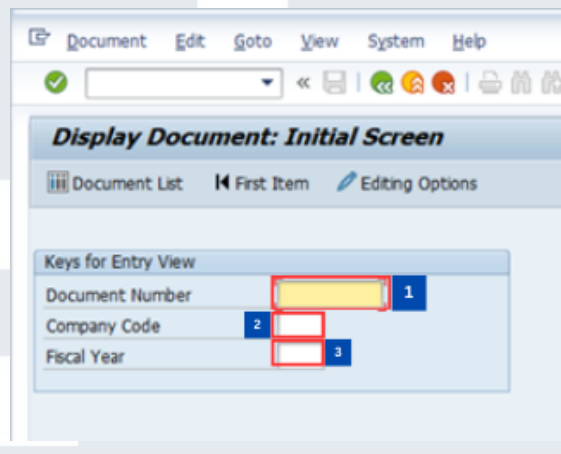 Document Edit Goto View System Help
Display Document: Initial Screen
Document List First Item Editing Options
Keys for Entry View
Document Number 1
Company Code 2
Fiscal Year 3